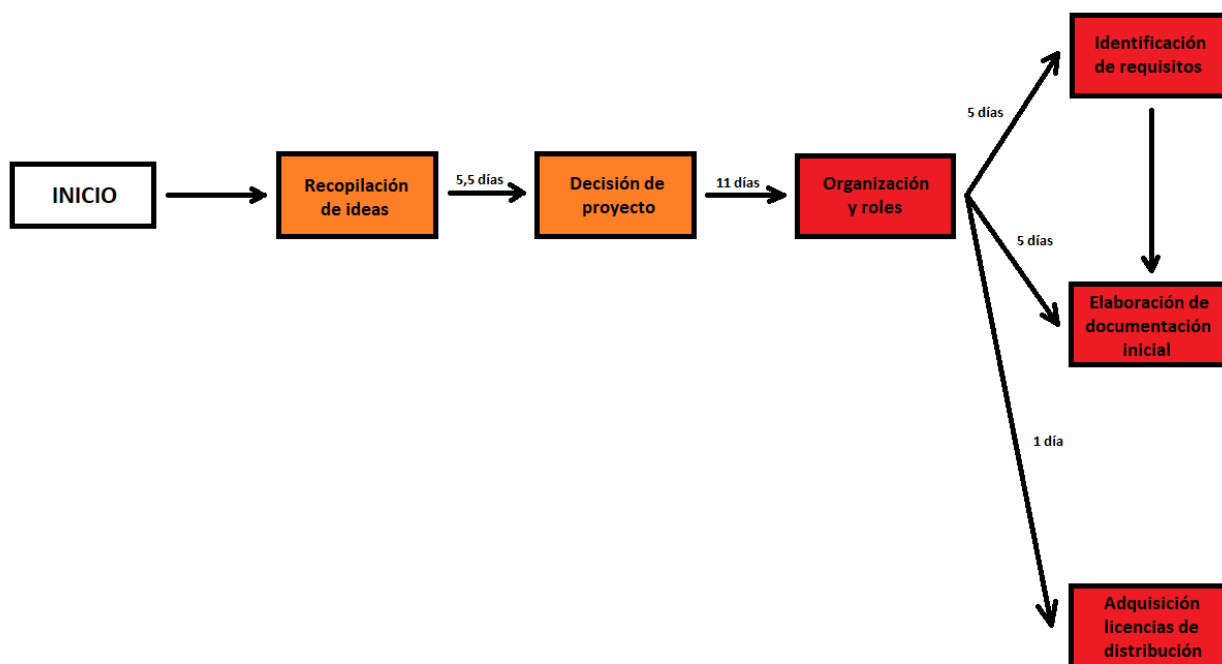 Identificación
de requisitos
5 días
INICIO
Recopilación
de ideas
5,5 días
Decisión de
proyecto
11 días
Organización
y roles
5 días
Elaboración de
documentación
inicial
1 día
Adquisición
licencias de
distribución